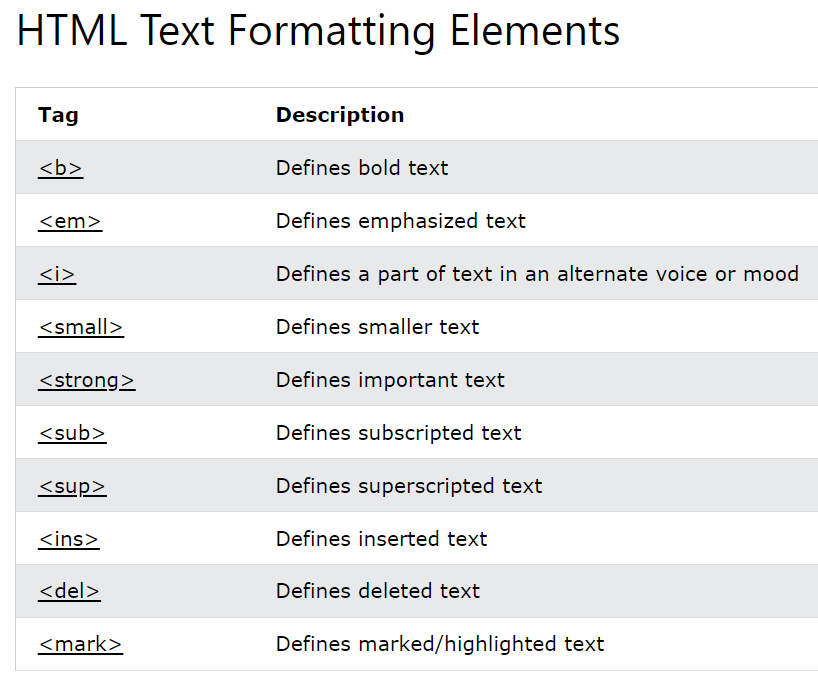 HTML Text Formatting Elements
Tag Description
<b> Defines bold text
<em> Defines emphasized text
<i> Defines a part of text in an alternate voice or mood
<small> Defines smaller text
<strong> Defines important text
<sub> Defines subscripted text
<sup> Defines superscripted text
<ins> Defines inserted text
<del> Defines deleted text
<mark> Defines marked/highlighted text